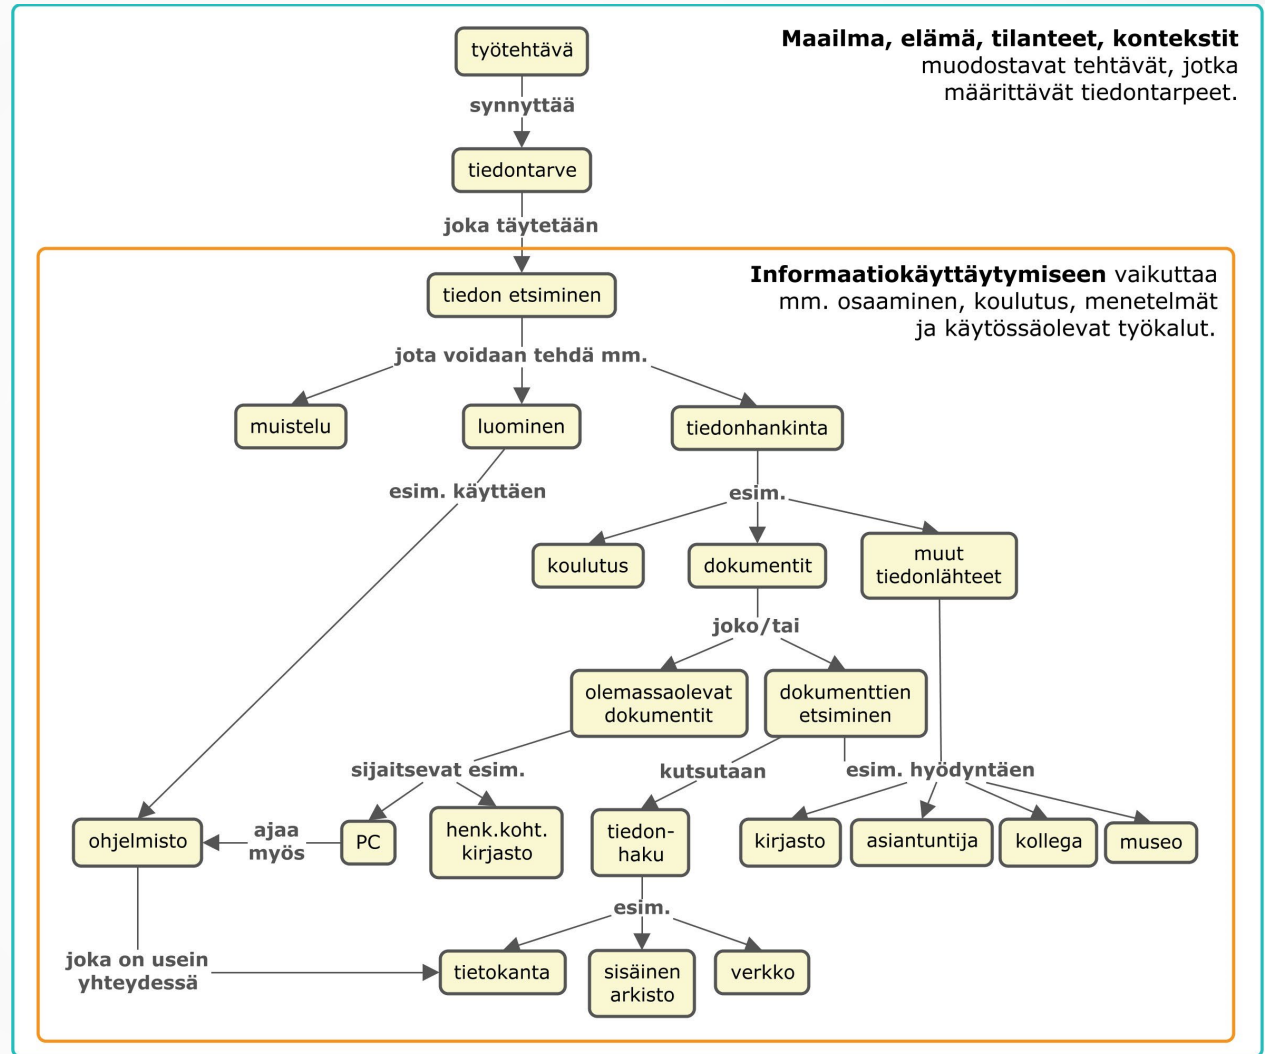 työtehtävä
Maailma, elämä, tilanteet, kontekstit
muodostavat tehtävät, jotka
määrittävät tiedontarpeet.
synnyttää
tiedontarve
joka täytetään
tiedon etsiminen
Informaatiokäyttäytymiseen vaikuttaa
mm. osaaminen, koulutus, menetelmät
ja käytössäolevat työkalut.
jota voidaan tehdä mm.
muistelu
luominen
tiedonhankinta
esim. käyttäen
esim.
koulutus
dokumentit
muut
tiedonlähteet
joko/tai
olemassaolevat
dokumentit
dokumenttien
etsiminen
sijaitsevat esim.
kutsutaan
esim. hyödyntäen
ohjelmisto
ajaa
myös
PC
henk.koht.
kirjasto
tiedon-
haku
kirjasto
asiantuntija
kollega
museo
esim.
joka on usein
yhteydessä
tietokanta
sisäinen
arkisto
verkko